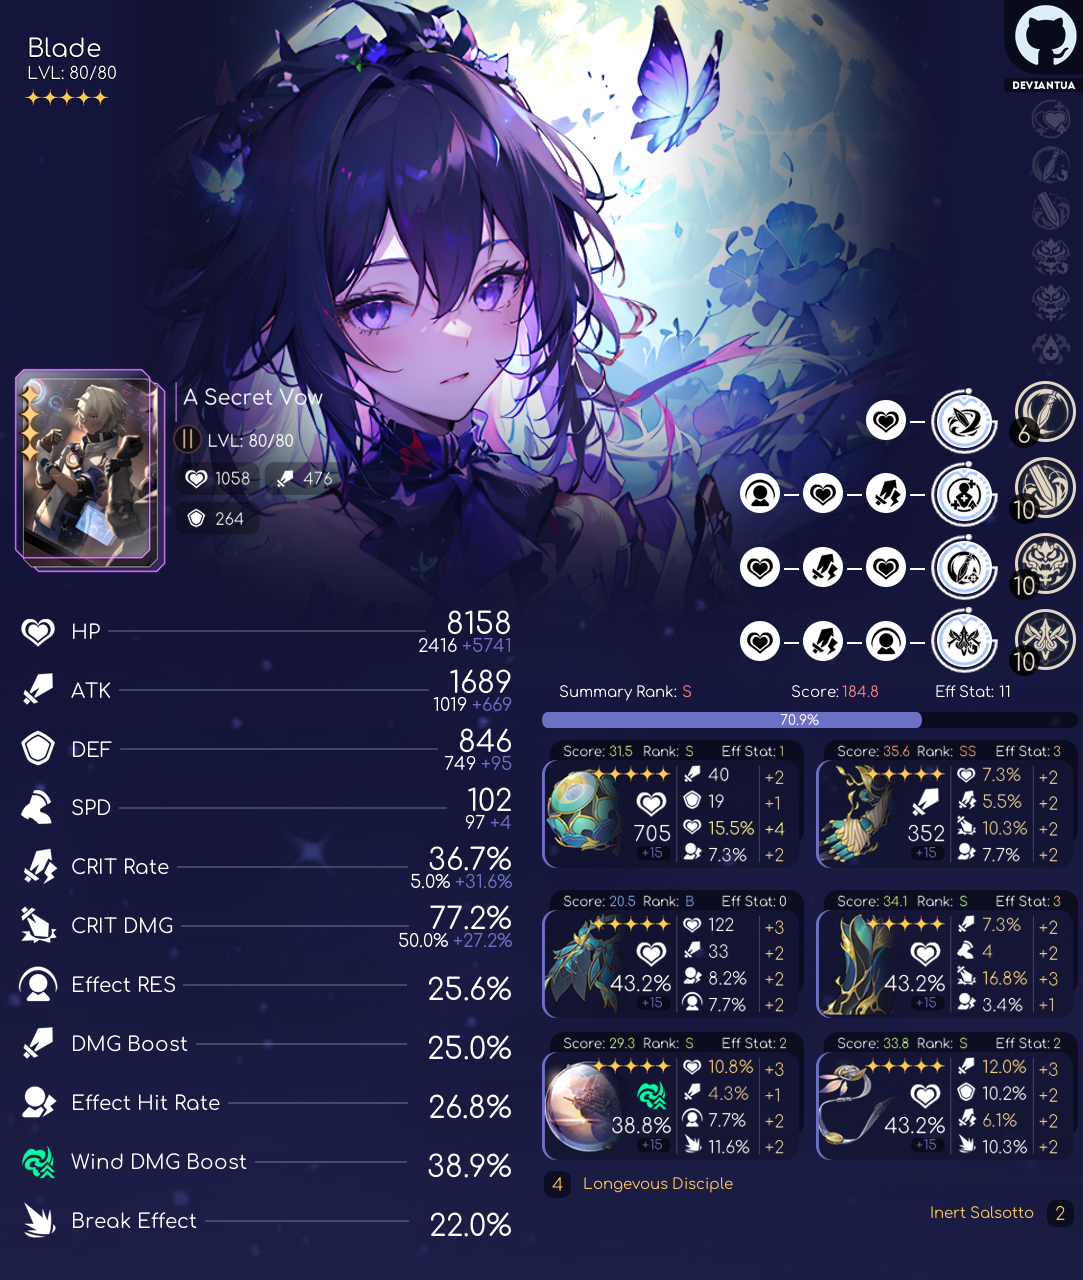 Blade
LVL: 80/80
DEVIANTUA
A Secret Vow
LVL: 80/80
1058 476
264
6
10
10
10
HP 8158
2416 +5741
ATK 1689
1019 +669
DEF 846
749 +95
SPD 102
97 +4
CRIT Rate 36.7%
5.0% +31.6%
CRIT DMG 77.2%
50.0% +27.2%
Effect RES 25.6%
DMG Boost 25.0%
Effect Hit Rate 26.8%
Wind DMG Boost 38.9%
Break Effect 22.0%
Summary Rank: S Score: 184.8 Eff Stat: 11
70.9%
Score: 31.5 Rank: S Eff Stat: 1
705
+15
40 +2
19 +1
15.5% +4
7.3% +2
Score: 35.6 Rank: SS Eff Stat: 3
352
+15
7.3% +2
5.5% +2
10.3% +2
7.7% +2
Score: 20.5 Rank: B Eff Stat: 0
43.2%
+15
122 +3
33 +2
8.2% +2
7.7% +2
Score: 34.1 Rank: S Eff Stat: 3
43.2%
+15
7.3% +2
4 +2
16.8% +3
3.4% +1
Score: 29.3 Rank: S Eff Stat: 2
38.8%
+15
10.8% +3
4.3% +1
7.7% +2
11.6% +2
Score: 33.8 Rank: S Eff Stat: 2
43.2%
+15
12.0% +3
10.2% +2
6.1% +2
10.3% +2
4 Longevous Disciple
Inert Salsotto 2